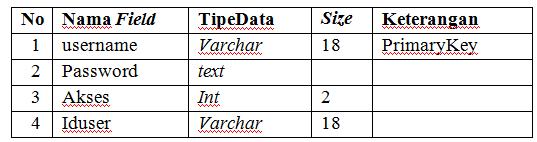 No Nama Field TipeData Size Keterangan
1 username Varchar 18 PrimaryKey
2 Password text
3 Akses Int 2
4 Iduser Varchar 18